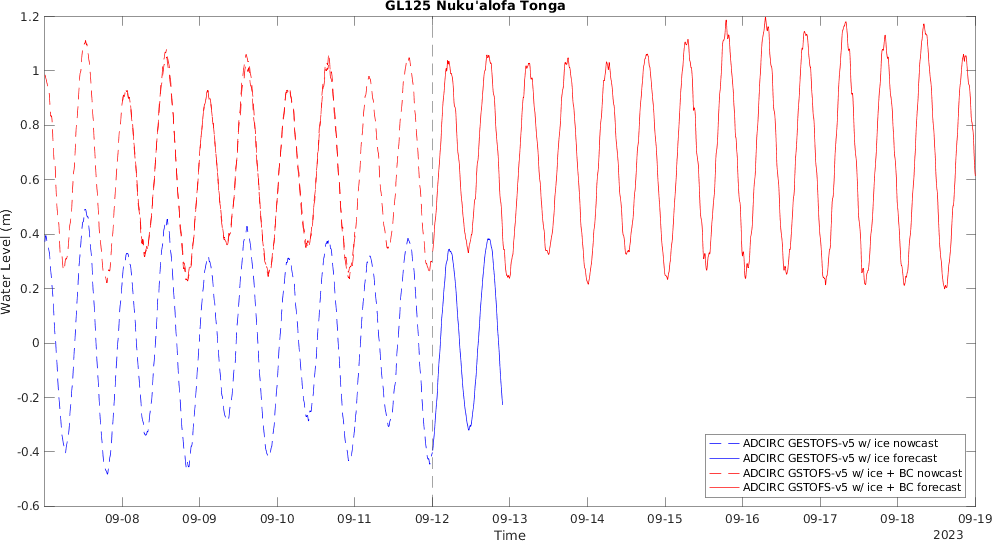 GL125 Nuku'alofa Tonga
1.2
1
0.8
0.6
0.4
0.2
0
-0.2
-0.4
-0.6
Water Level (m)
ADCIRC GESTOFS-v5 w/ ice nowcast
ADCIRC GESTOFS-v5 w/ ice forecast
ADCIRC GSTOFS-v5 w/ ice + BC nowcast
ADCIRC GSTOFS-v5 w/ ice + BC forecast
09-08 09-09 09-10 09-11 09-12 09-13 09-14 09-15 09-16 09-17 09-18 09-19
Time
2023